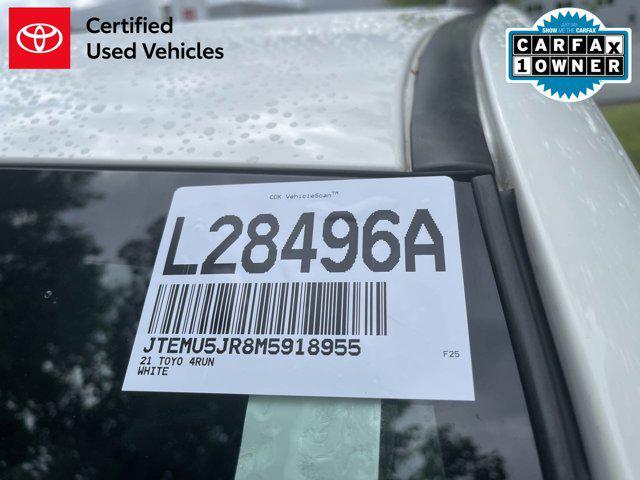 Certified
Used Vehicles
SHOW ME THE CARFAX
CARFAX
1 OWNER
CDK VehicleScan™
L28496A
JTEMU5JR8M5918955
21 TOYO 4RUN
WHITE
F25